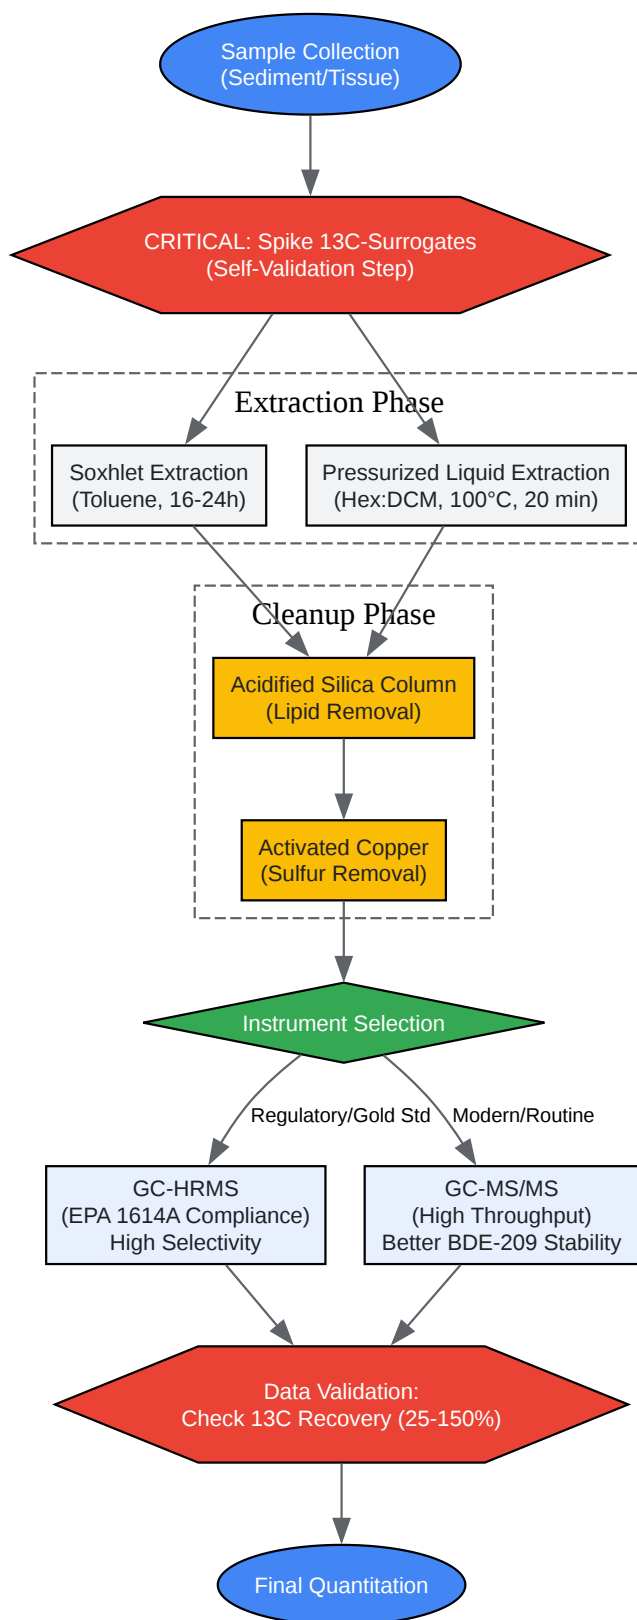 Sample Collection
(Sediment/Tissue)
CRITICAL: Spike 13C-Surrogates
(Self-Validation Step)
Extraction Phase
Soxhlet Extraction
(Toluene, 16-24h)
Pressurized Liquid Extraction
(Hex:DCM, 100°C, 20 min)
Cleanup Phase
Acidified Silica Column
(Lipid Removal)
Activated Copper
(Sulfur Removal)
Instrument Selection
Regulatory/Gold Std
Modern/Routine
GC-HRMS
(EPA 1614A Compliance)
High Selectivity
GC-MS/MS
(High Throughput)
Better BDE-209 Stability
Data Validation:
Check 13C Recovery (25-150%)
Final Quantitation